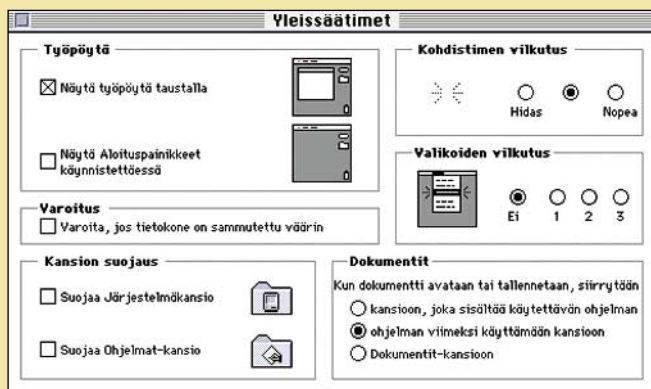 Yleissäätimet
Työpöytä
Näytä työpöytä taustalla
Näytä Aloituspainikkeet
käynnistettäessä
Varoitus
Varoita, jos tietokone on sammutettu väärin
Kansion suojaus
Suojaa Järjestelmäkansio
Suojaa Ohjelmat-kansio
Kohdistimen vilkutus
Hidas Nopea
Valikoiden vilkutus
Ei 1 2 3
Dokumentit
Kun dokumentti avataan tai tallennetaan, siirrytään
kansioon, joka sisältää käytettävän ohjelman
ohjelman viimeksi käyttämään kansioon
Dokumentit-kansioon